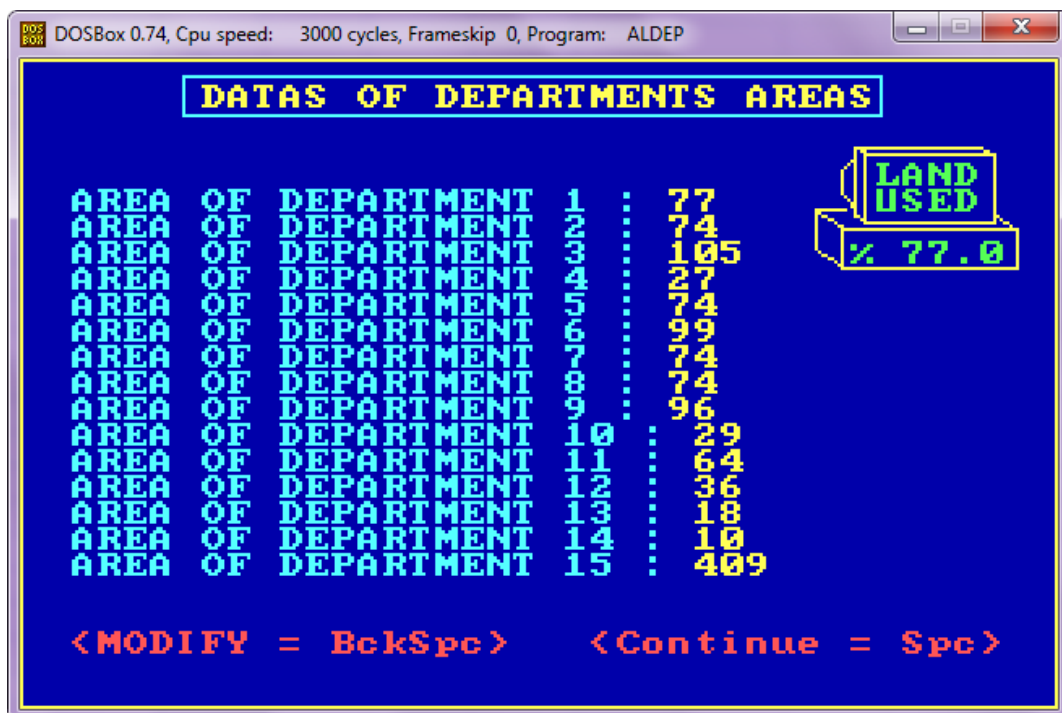 DOSBox 0.74, Cpu speed: 3000 cycles, Frameskip 0, Program: ALDEP
DATAS OF DEPARTMENTS AREAS
LAND
USED
% 77.0
AREA OF DEPARTMENT 1 : 77
AREA OF DEPARTMENT 2 : 74
AREA OF DEPARTMENT 3 : 105
AREA OF DEPARTMENT 4 : 27
AREA OF DEPARTMENT 5 : 74
AREA OF DEPARTMENT 6 : 99
AREA OF DEPARTMENT 7 : 74
AREA OF DEPARTMENT 8 : 74
AREA OF DEPARTMENT 9 : 96
AREA OF DEPARTMENT 10 : 29
AREA OF DEPARTMENT 11 : 64
AREA OF DEPARTMENT 12 : 36
AREA OF DEPARTMENT 13 : 18
AREA OF DEPARTMENT 14 : 10
AREA OF DEPARTMENT 15 : 409
<MODIFY = BckSpc> <Continue = Spc>